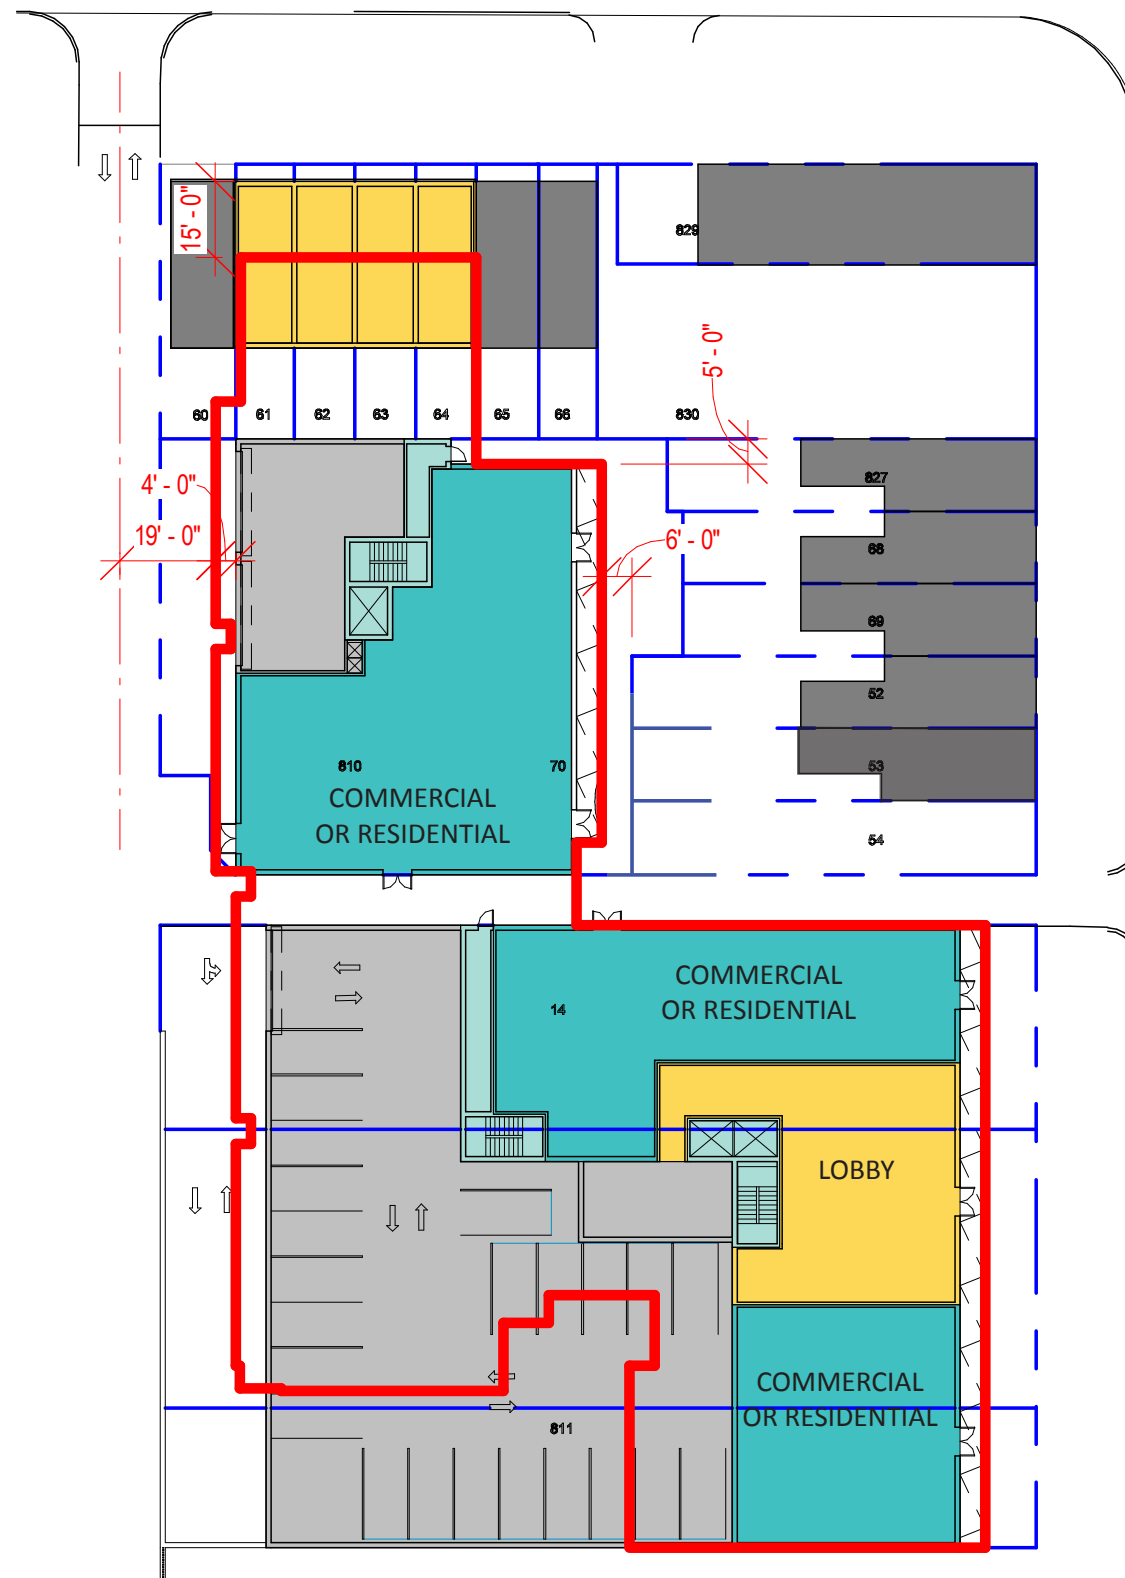 829
15' - 0"
5' - 0"
60
61
62
63
64
65
66
830
827
4' - 0"
19' - 0"
6' - 0"
68
69
52
810
70
53
COMMERCIAL
OR RESIDENTIAL
54
COMMERCIAL
OR RESIDENTIAL
14
LOBBY
COMMERCIAL
OR RESIDENTIAL
811